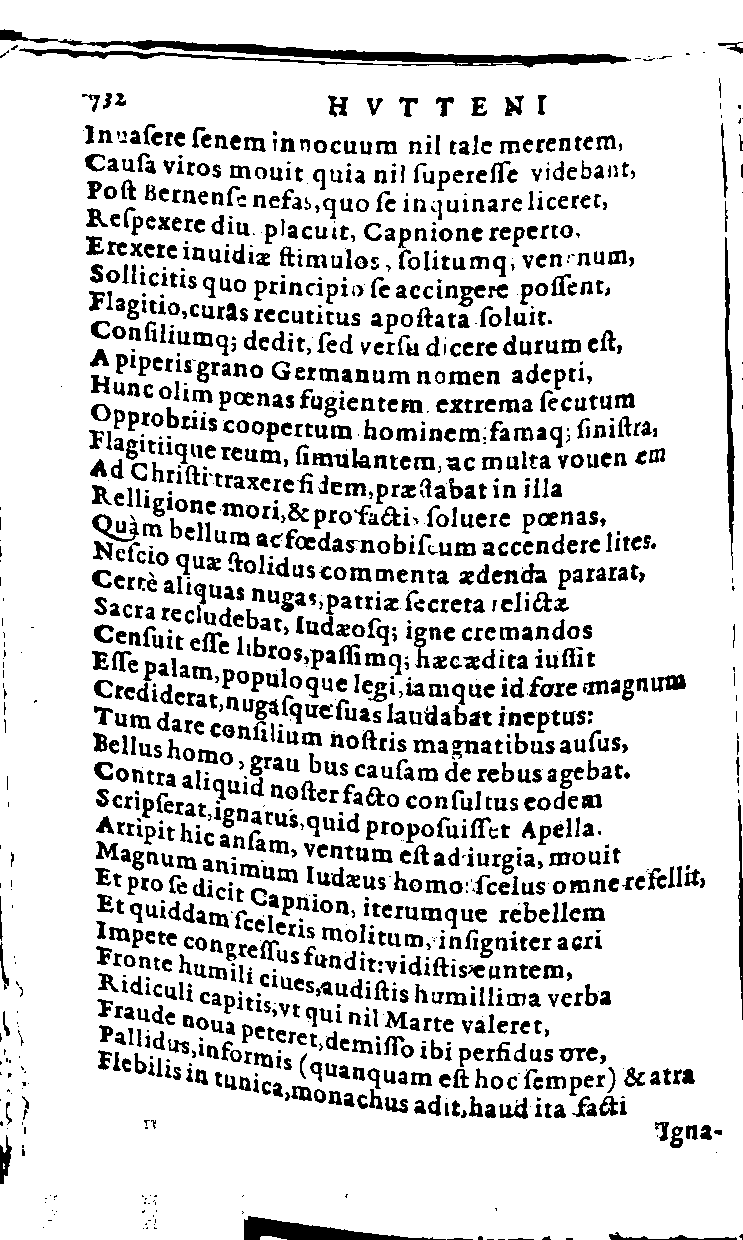 732 HVTTENI
Inuaſere ſenem innocuum nil tale merentem,
Cauſa viros mouit quia nil ſupereſſe videbant,
Poſt Bernenſe nefas, quo ſe inquinare liceret,
Reſpexere diu. placuit, Capnione reperto.
Erexere inuidiæ ſtimulos, ſolitumq; venenum,
Sollicitis quo principio ſe accingere poſſent,
Flagitio, curãs recutitus apoſtata ſoluit.
Conſiliumq; dedit, ſed verſu dicere durum eſt,
A piperis grano Germanum nomen adepti,
Hunc olim pœnas fugientem extrema ſecutum
Opprobriis coopertum hominem; famaq; ſiniſtra,
Flagitiique reum, ſimulantem, ac multa vouentem
Ad Chriſti traxere fidem, præſtabat in illa
Relligione mori, & pro factis ſoluere pœnas,
Quàm bellum ac fœdas nobiſcum accendere lites.
Neſcio quæ ſtolidus commenta ædenda pararat,
Certè aliquas nugas, patriæ ſecreta relictæ
Sacra recludebat, Iudæoſq; igne cremandos
Cenſuit eſſe libros, paſſimq; hæc ædita iuſſit
Eſſe palam, populoque legi, iamque id fore magnum
Crediderat, nugaſque ſuas laudabat ineptus:
Tum dare conſilium noſtris magnatibus auſus,
Bellus homo, grauibus cauſam de rebus agebat.
Contra aliquid noſter facto conſultus eodem
Scripſerat, ignarus, quid propoſuiſſet Apella.
Arripit hic anſam, ventum eſt ad iurgia, mouit
Magnum animum Iudæus homo: ſcelus omne refellit,
Et pro ſe dicit Capnion, iterumque rebellem
Et quiddam ſceleris molitum, inſigniter acri
Impete congreſſus fundit: vidiſtis euntem,
Fronte humili ciues, audiſtis humillima verba
Ridiculi capitis, vt qui nil Marte valeret,
Fraude noua peteret, demiſſo ibi perfidus ore,
Pallidus, informis (quanquam eſt hoc ſemper) & atra
Flebilis in tunica, monachus adit, haud ita facti
Igna-